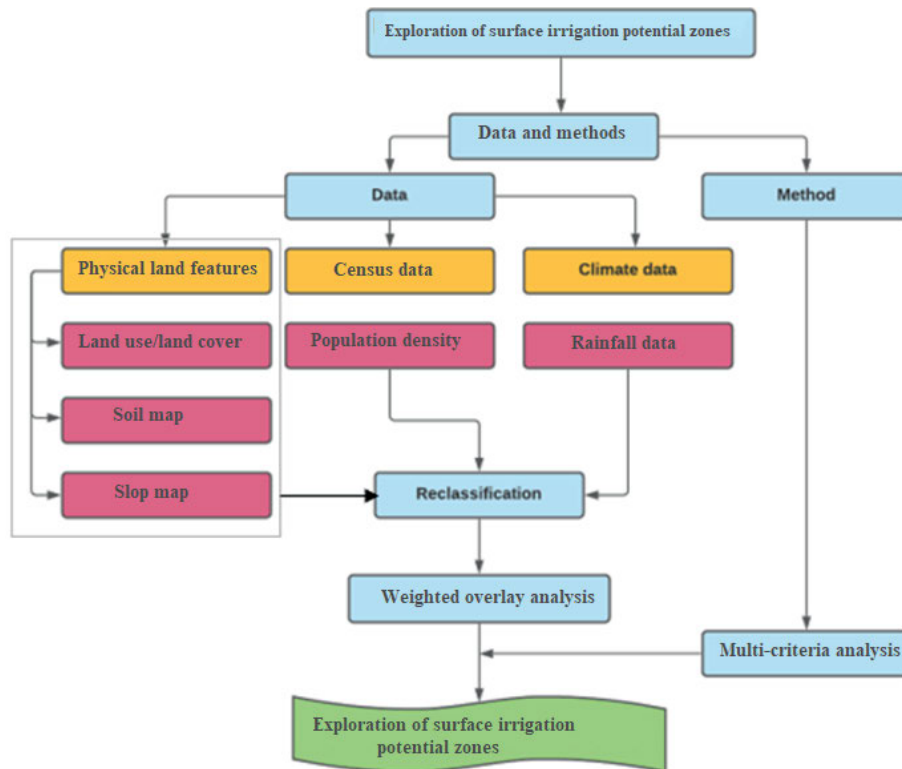 Exploration of surface irrigation potential zones
Data and methods
Data
Method
Physical land features
Census data
Climate data
Land use/land cover
Population density
Rainfall data
Soil map
Slop map
Reclassification
Weighted overlay analysis
Multi-criteria analysis
Exploration of surface irrigation
potential zones